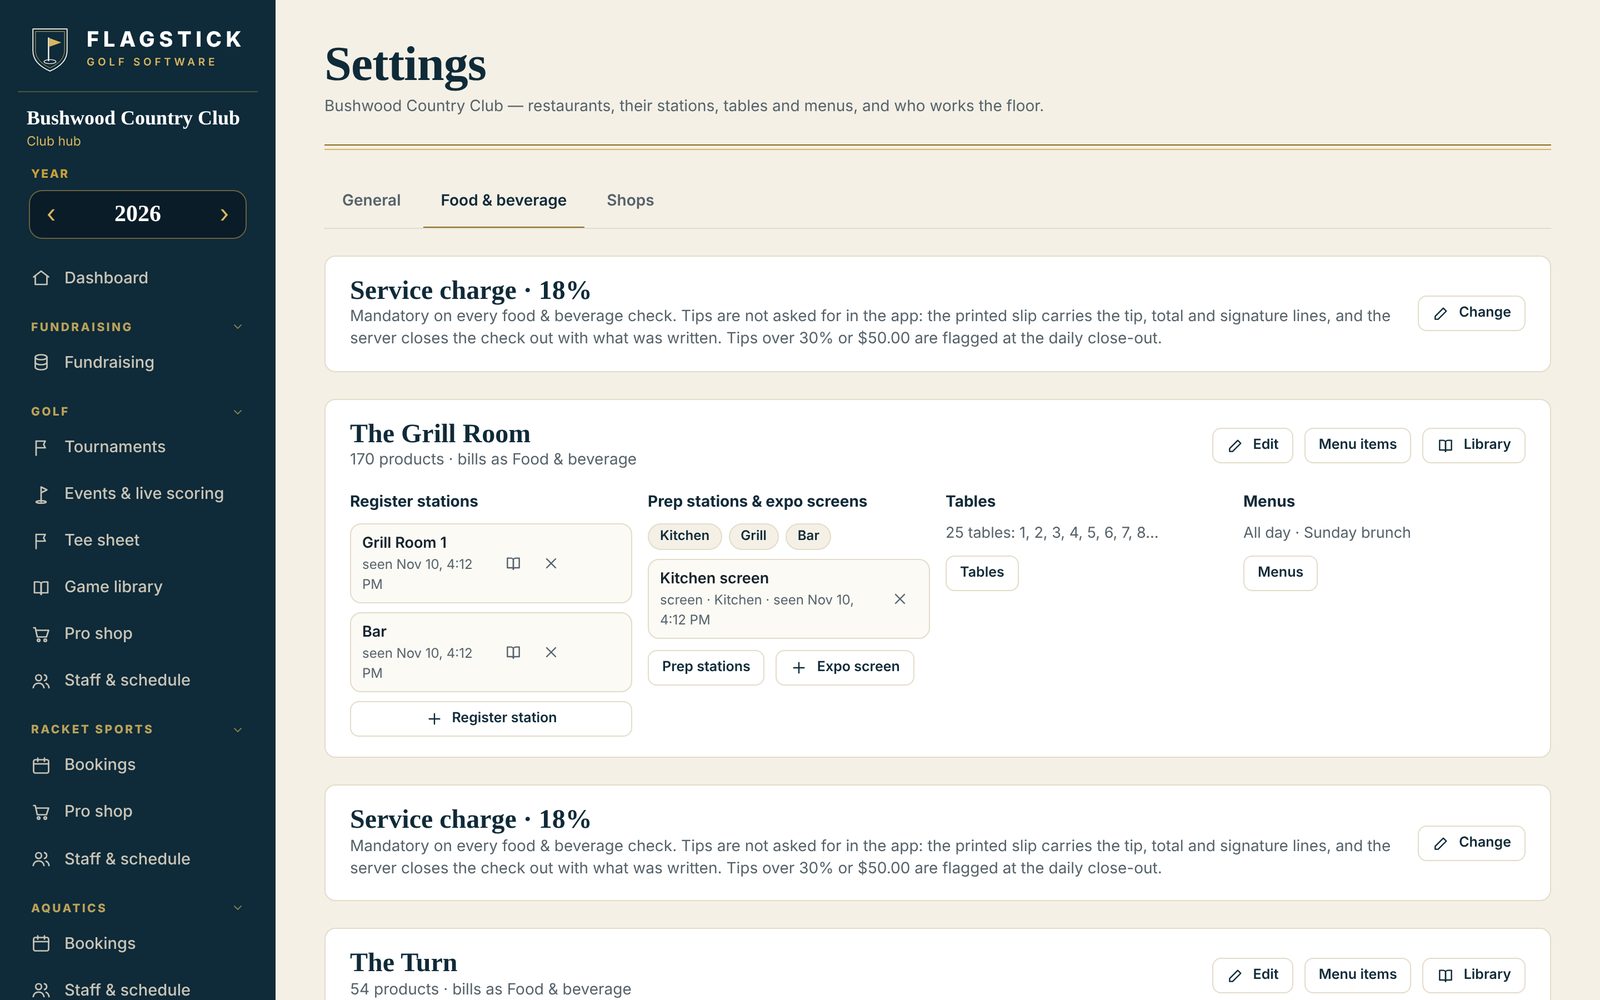 FLAGSTICK
GOLF SOFTWARE
Bushwood Country Club
Club hub
YEAR
2026
Dashboard
FUNDRAISING
Fundraising
GOLF
Tournaments
Events & live scoring
Tee sheet
Game library
Pro shop
Staff & schedule
RACKET SPORTS
Bookings
Pro shop
Staff & schedule
AQUATICS
Bookings
Staff & schedule
Settings
Bushwood Country Club — restaurants, their stations, tables and menus, and who works the floor.
General
Food & beverage
Shops
Service charge · 18%
Mandatory on every food & beverage check. Tips are not asked for in the app: the printed slip carries the tip, total and signature lines, and the
server closes the check out with what was written. Tips over 30% or $50.00 are flagged at the daily close-out.
Change
The Grill Room
170 products · bills as Food & beverage
Edit
Menu items
Library
Register stations
Grill Room 1
seen Nov 10, 4:12
PM
Bar
seen Nov 10, 4:12
PM
Register station
Prep stations & expo screens
Kitchen
Grill
Bar
Kitchen screen
screen · Kitchen · seen Nov 10,
4:12 PM
Prep stations
Expo screen
Tables
25 tables: 1, 2, 3, 4, 5, 6, 7, 8…
Tables
Menus
All day · Sunday brunch
Menus
Service charge · 18%
Mandatory on every food & beverage check. Tips are not asked for in the app: the printed slip carries the tip, total and signature lines, and the
server closes the check out with what was written. Tips over 30% or $50.00 are flagged at the daily close-out.
Change
The Turn
54 products · bills as Food & beverage
Edit
Menu items
Library